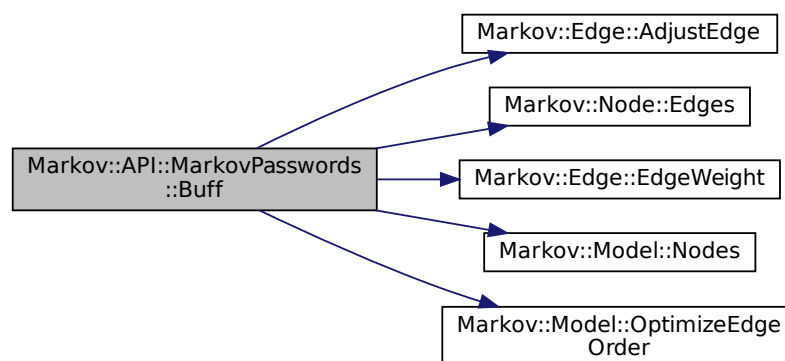 Markov::Edge::AdjustEdge
Markov::Node::Edges
Markov::API::MarkovPasswords
::Buff
Markov::Edge::EdgeWeight
Markov::Model::Nodes
Markov::Model::OptimizeEdge
Order